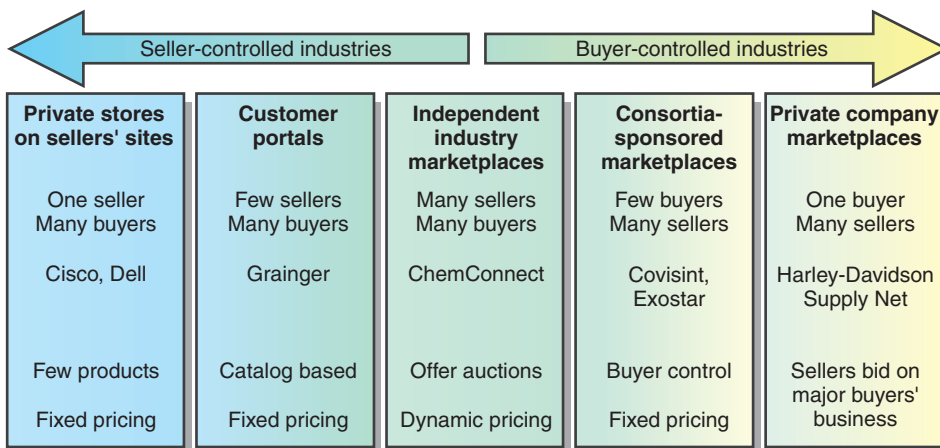 Seller-controlled industries
Buyer-controlled industries
Private stores
on sellers' sites
One seller
Many buyers
Cisco, Dell
Few products
Fixed pricing
Customer
portals
Few sellers
Many buyers
Grainger
Catalog based
Fixed pricing
Independent
industry
marketplaces
Many sellers
Many buyers
ChemConnect
Offer auctions
Dynamic pricing
Consortia-
sponsored
marketplaces
Few buyers
Many sellers
Covisint,
Exostar
Buyer control
Fixed pricing
Private company
marketplaces
One buyer
Many sellers
Harley-Davidson
Supply Net
Sellers bid on
major buyers'
business